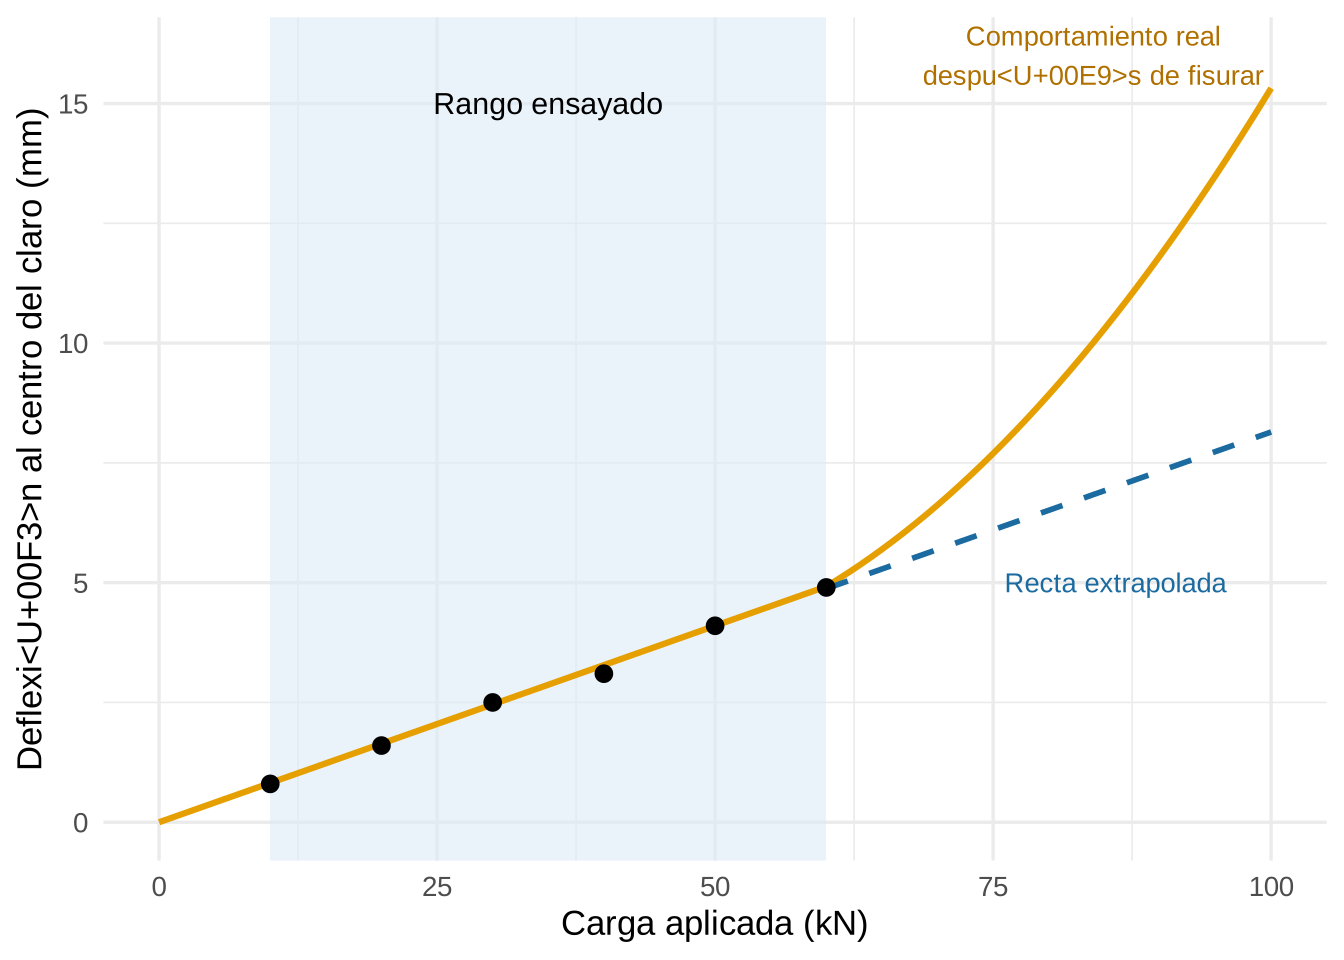 Comportamiento real
despu<U+00E9>s de fisurar
Rango ensayado
Recta extrapolada
Deflexi<U+00F3>n al centro del claro (mm)
15
10
5
0
0
25
50
75
100
Carga aplicada (kN)